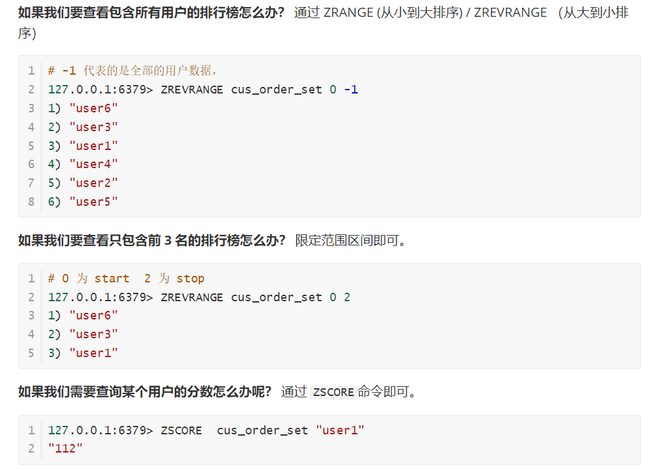 如果我们要查看包含所有用户的排行榜怎么办？ 通过 ZRANGE (从小到大排序) / ZREVRANGE （从大到小排
序）
1 # -1 代表的是全部的用户数据，
2 127.0.0.1:6379> ZREVRANGE cus_order_set 0 -1
3 1) "user6"
4 2) "user3"
5 3) "user1"
6 4) "user4"
7 5) "user2"
8 6) "user5"
如果我们要查看只包含前 3 名的排行榜怎么办？ 限定范围区间即可。
1 # 0 为 start 2 为 stop
2 127.0.0.1:6379> ZREVRANGE cus_order_set 0 2
3 1) "user6"
4 2) "user3"
5 3) "user1"
如果我们需要查询某个用户的分数怎么办呢？ 通过 ZSCORE 命令即可。
1 127.0.0.1:6379> ZSCORE cus_order_set "user1"
2 "112"